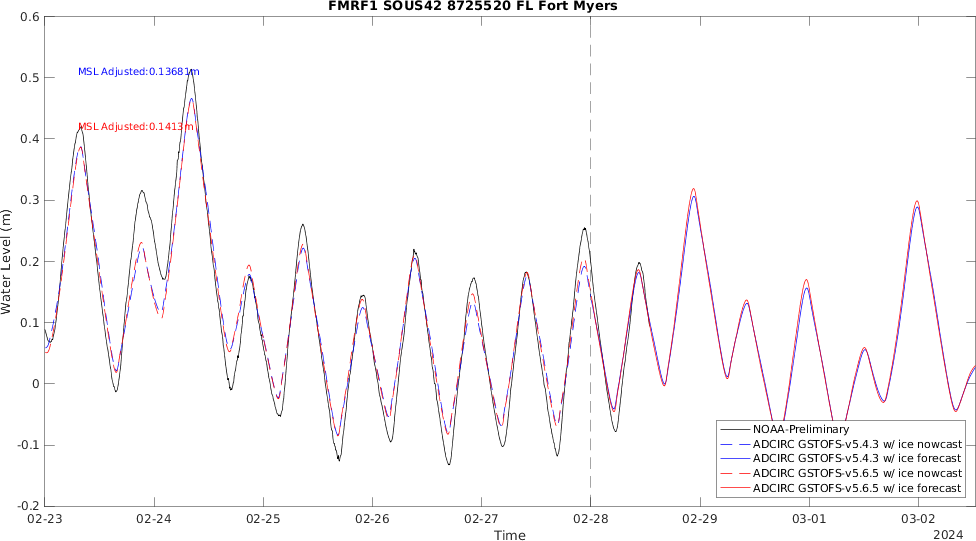 FMRF1 SOUS42 8725520 FL Fort Myers
0.6
0.5
0.4
0.3
0.2
0.1
0
-0.1
-0.2
Water Level (m)
MSL Adjusted:0.13681m
MSL Adjusted:0.1413m
NOAA-Preliminary
ADCIRC GSTOFS-v5.4.3 w/ ice nowcast
ADCIRC GSTOFS-v5.4.3 w/ ice forecast
ADCIRC GSTOFS-v5.6.5 w/ ice nowcast
ADCIRC GSTOFS-v5.6.5 w/ ice forecast
02-23 02-24 02-25 02-26 02-27 02-28 02-29 03-01 03-02
Time
2024